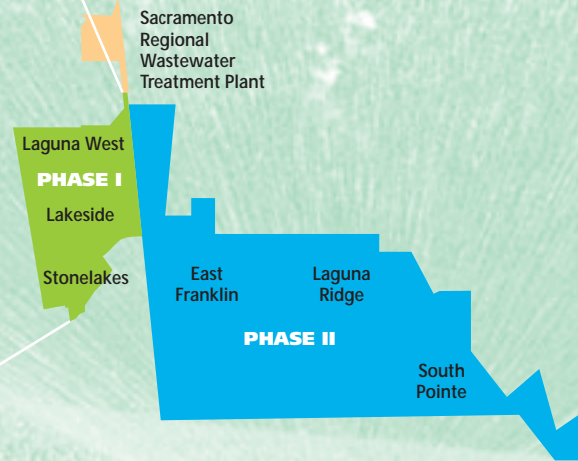 Sacramento
Regional
Wastewater
Treatment Plant
Laguna West
PHASE I
Lakeside
Stonelakes
East
Franklin
Laguna
Ridge
PHASE II
South
Pointe